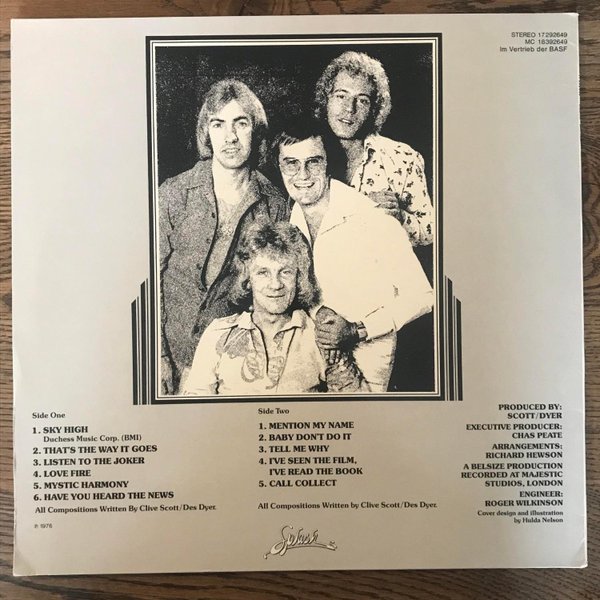 STEREO 17292649
MC 18392649
Im Vertrieb der BASF
Side One
1. SKY HIGH
Duchess Music Corp. (BMI)
2. THAT'S THE WAY IT GOES
3. LISTEN TO THE JOKER
4. LOVE FIRE
5. MYSTIC HARMONY
6. HAVE YOU HEARD THE NEWS
All Compositions Written By Clive Scott/Des Dyer.
℗ 1976
Side Two
1. MENTION MY NAME
2. BABY DON'T DO IT
3. TELL ME WHY
4. I'VE SEEN THE FILM,
I'VE READ THE BOOK
5. CALL COLLECT
All Compositions Written by Clive Scott/Des Dyer.
PRODUCED BY:
SCOTT/DYER
EXECUTIVE PRODUCER:
CHAS PEATE
ARRANGEMENTS:
RICHARD HEWSON
A BELSIZE PRODUCTION
RECORDED AT MAJESTIC
STUDIOS, LONDON
ENGINEER:
ROGER WILKINSON
Cover design and illustration
by Hulda Nelson